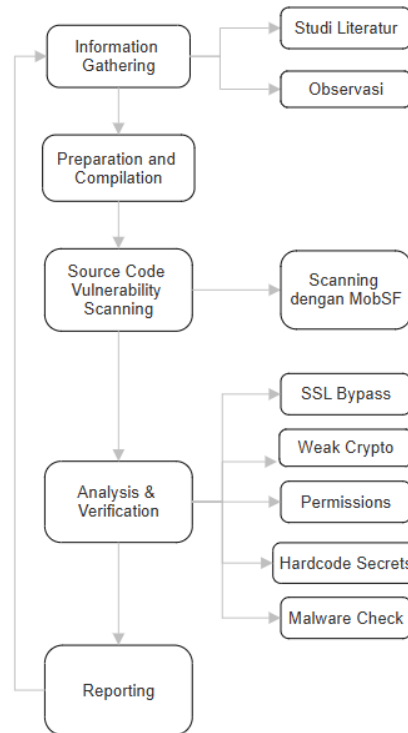 Information
Gathering
Studi Literatur
Observasi
Preparation and
Compilation
Source Code
Vulnerability
Scanning
Scanning
dengan MobSF
Analysis &
Verification
SSL Bypass
Weak Crypto
Permissions
Hardcode Secrets
Malware Check
Reporting